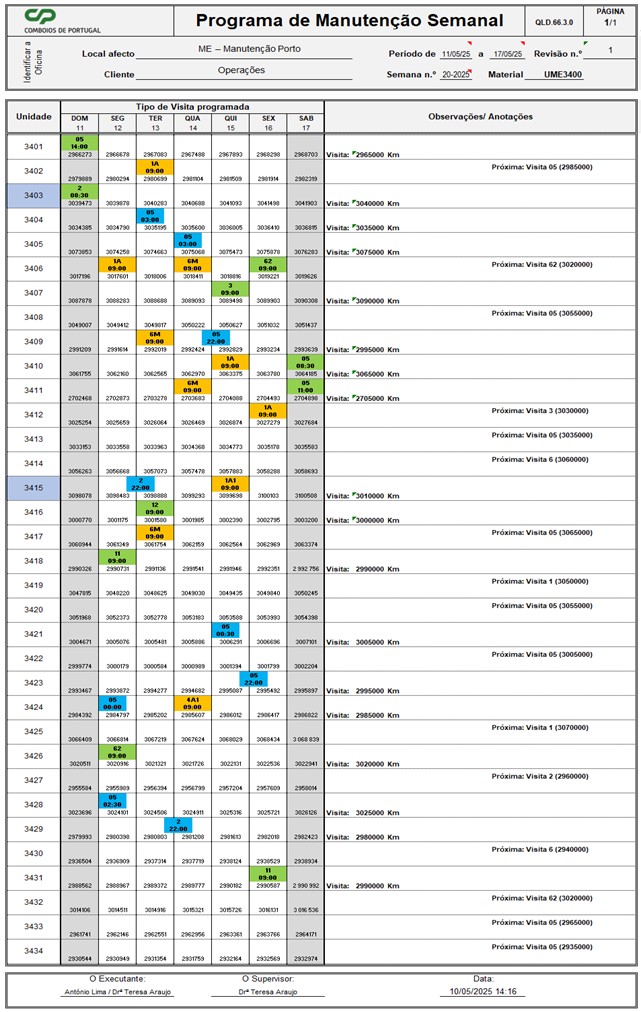 CP
COMBOIOS DE PORTUGAL
Programa de Manutenção Semanal
QLD.66.3.0
PÁGINA
1/1
Identificar a Oficina
Local afecto ME – Manutenção Porto
Período de 11/05/25 a 17/05/25 Revisão n.º 1
Cliente Operações
Semana n.º 20-2025 Material UME3400
Unidade Tipo de Visita programada Observações/ Anotações
DOM SEG TER QUA QUI SEX SAB
11 12 13 14 15 16 17
3401 05 14:00
2966273 2966678 2967083 2967488 2967893 2968298 2968703 Visita: 2965000 Km
3402 1A 09:00 Próxima: Visita 05 (2985000)
2979889 2980294 2980699 2981104 2981509 2981914 2982319
3403 2 08:30
3039473 3039878 3040283 3040688 3041093 3041498 3041903 Visita: 3040000 Km
3404 05 03:00
3034385 3034790 3035195 3035600 3036005 3036410 3036815 Visita: 3035000 Km
3405 05 03:00
3073853 3074258 3074663 3075068 3075473 3075878 3076283 Visita: 3075000 Km
3406 1A 09:00 6M 09:00 62 09:00 Próxima: Visita 62 (3020000)
3017196 3017601 3018006 3018411 3018816 3019221 3019626
3407 3 09:00
3087878 3088283 3088688 3089093 3089498 3089903 3090308 Visita: 3090000 Km
3408 Próxima: Visita 05 (3055000)
3049007 3049412 3049817 3050222 3050627 3051032 3051437
3409 6M 09:00 05 22:00
2991209 2991614 2992019 2992424 2992829 2993234 2993639 Visita: 2995000 Km
3410 1A 09:00 05 08:30
3061755 3062160 3062565 3062970 3063375 3063780 3064185 Visita: 3065000 Km
3411 6M 09:00 05 11:00
2702468 2702873 2703278 2703683 2704088 2704493 2704898 Visita: 2705000 Km
3412 1A 09:00 Próxima: Visita 3 (3030000)
3025254 3025659 3026064 3026469 3026874 3027279 3027684
3413 Próxima: Visita 05 (3035000)
3033153 3033558 3033963 3034368 3034773 3035178 3035583
3414 Próxima: Visita 6 (3060000)
3056263 3056668 3057073 3057478 3057883 3058288 3058693
3415 2 22:00 1A1 09:00
3098078 3098483 3098888 3099293 3099698 3100103 3100508 Visita: 3010000 Km
3416 12 09:00
3000770 3001175 3001580 3001985 3002390 3002795 3003200 Visita: 3000000 Km
3417 6M 09:00 Próxima: Visita 05 (3065000)
3060944 3061349 3061754 3062159 3062564 3062969 3063374
3418 11 09:00
2990326 2990731 2991136 2991541 2991946 2992351 2 992 756 Visita: 2990000 Km
3419 Próxima: Visita 1 (3050000)
3047815 3048220 3048625 3049030 3049435 3049840 3050245
3420 Próxima: Visita 05 (3055000)
3051968 3052373 3052778 3053183 3053588 3053993 3054398
3421 05 00:30
3004671 3005076 3005481 3005886 3006291 3006696 3007101 Visita: 3005000 Km
3422 Próxima: Visita 05 (3005000)
2999774 3000179 3000584 3000989 3001394 3001799 3002204
3423 05 22:00
2993467 2993872 2994277 2994682 2995087 2995492 2995897 Visita: 2995000 Km
3424 05 00:00 4A1 09:00
2984392 2984797 2985202 2985607 2986012 2986417 2986822 Visita: 2985000 Km
3425 Próxima: Visita 1 (3070000)
3066409 3066814 3067219 3067624 3068029 3068434 3 068 839
3426 62 09:00
3020511 3020916 3021321 3021726 3022131 3022536 3022941 Visita: 3020000 Km
3427 Próxima: Visita 2 (2960000)
2955584 2955989 2956394 2956799 2957204 2957609 2958014
3428 05 02:30
3023696 3024101 3024506 3024911 3025316 3025721 3026126 Visita: 3025000 Km
3429 2 22:00
2979993 2980398 2980803 2981208 2981613 2982018 2982423 Visita: 2980000 Km
3430 Próxima: Visita 6 (2940000)
2936504 2936909 2937314 2937719 2938124 2938529 2938934
3431 11 09:00
2988562 2988967 2989372 2989777 2990182 2990587 2 990 992 Visita: 2990000 Km
3432 Próxima: Visita 62 (3020000)
3014106 3014511 3014916 3015321 3015726 3016131 3 016 536
3433 Próxima: Visita 05 (2965000)
2961741 2962146 2962551 2962956 2963361 2963766 2964171
3434 Próxima: Visita 05 (2935000)
2930544 2930949 2931354 2931759 2932164 2932569 2932974
O Executante: O Supervisor: Data:
António Lima / Drª Teresa Araujo Drª Teresa Araujo 10/05/2025 14:16